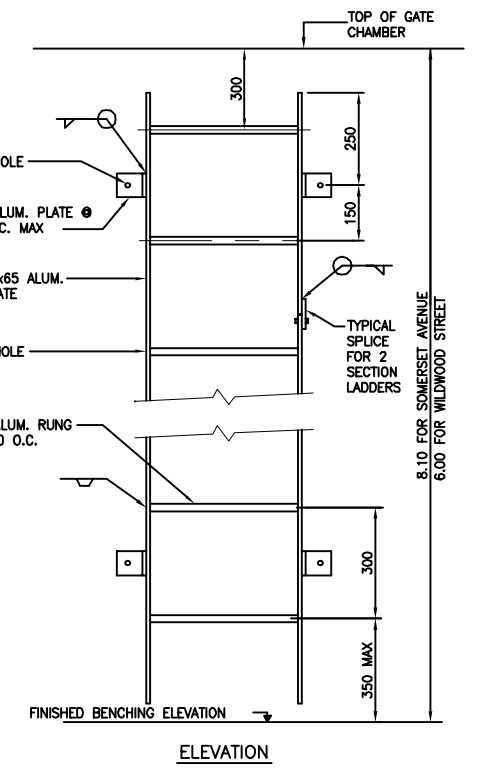 TOP OF GATE
CHAMBER
300
250
OLE
LUM. PLATE @
C. MAX
150
x65 ALUM.
ATE
TYPICAL
SPLICE
FOR 2
SECTION
LADDERS
OLE
8.10 FOR SOMERSET AVENUE
6.00 FOR WILDWOOD STREET
ALUM. RUNG
0 O.C.
300
350 MAX
FINISHED BENCHING ELEVATION
ELEVATION